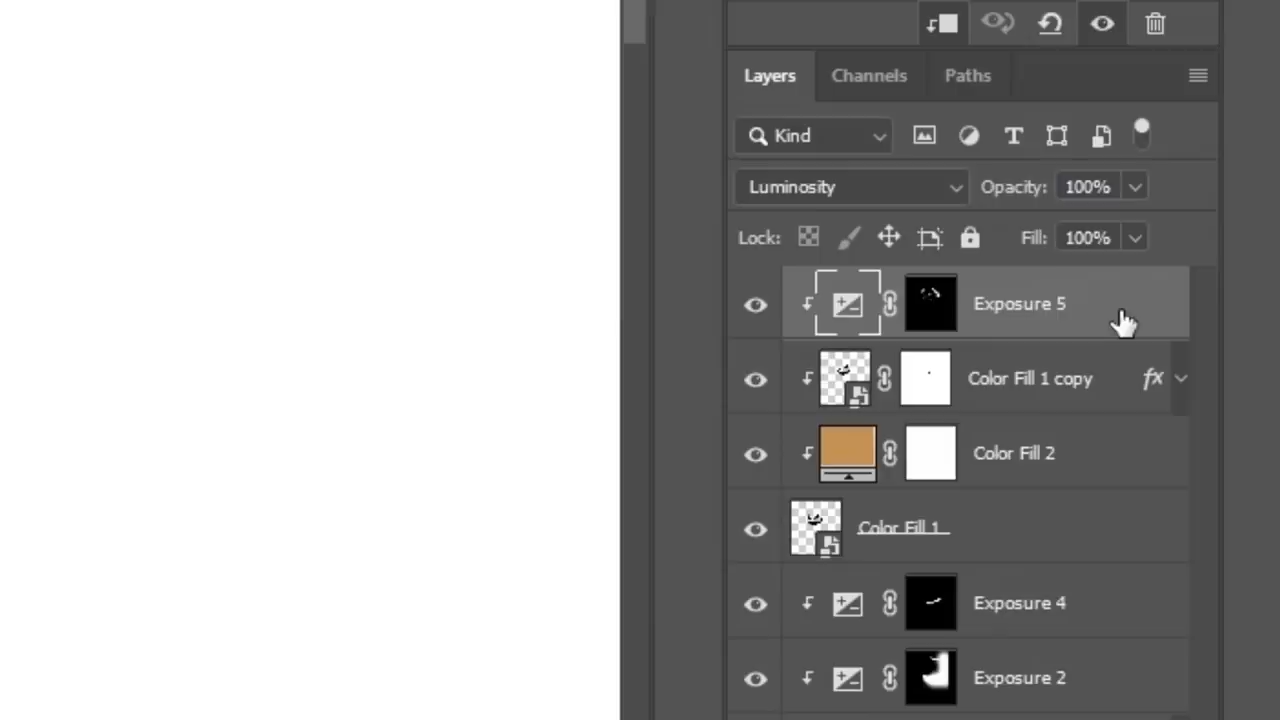 Layers Channels Paths
Kind
Luminosity Opacity: 100%
Lock: Fill: 100%
Exposure 5
Color Fill 1 copy fx
Color Fill 2
Color Fill 1
Exposure 4
Exposure 2